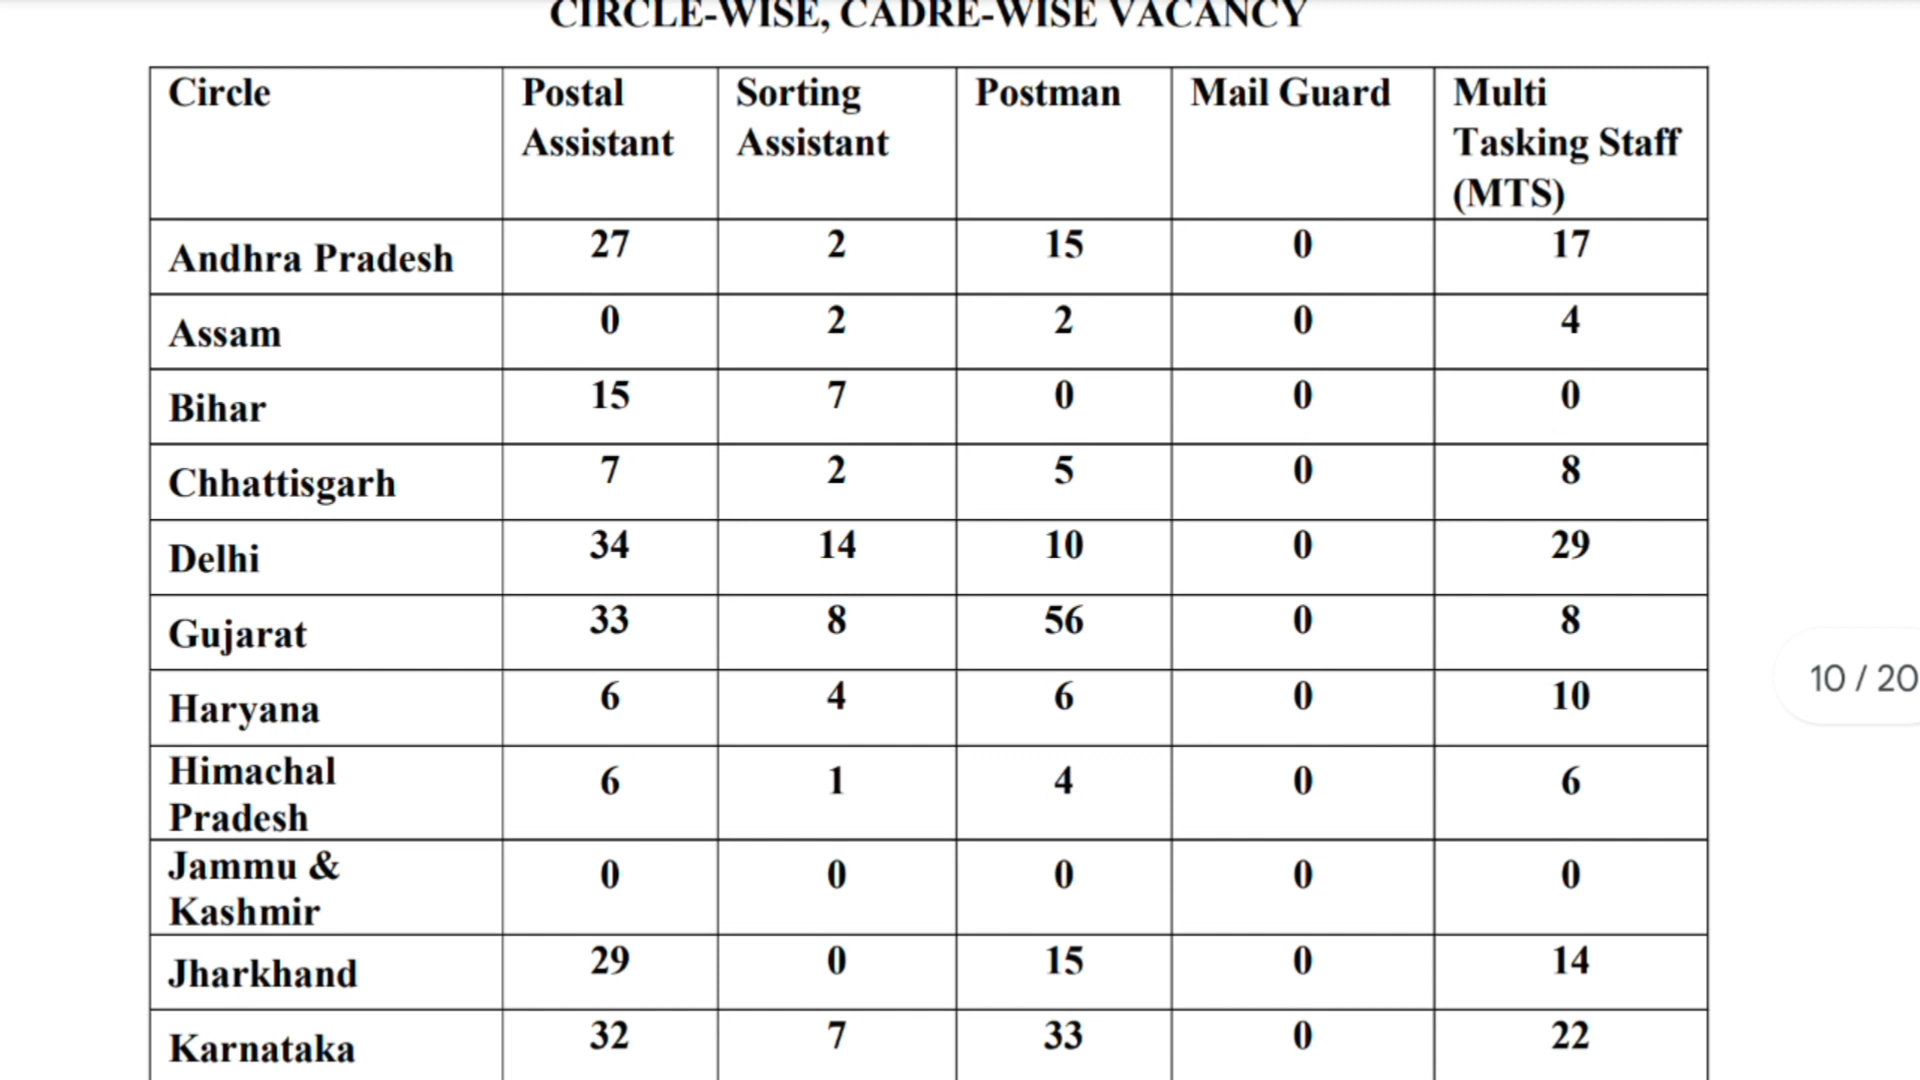 CIRCLE-WISE, CADRE-WISE VACANCY
Circle Postal Assistant Sorting Assistant Postman Mail Guard Multi Tasking Staff (MTS)
Andhra Pradesh 27 2 15 0 17
Assam 0 2 2 0 4
Bihar 15 7 0 0 0
Chhattisgarh 7 2 5 0 8
Delhi 34 14 10 0 29
Gujarat 33 8 56 0 8
Haryana 6 4 6 0 10
Himachal Pradesh 6 1 4 0 6
Jammu & Kashmir 0 0 0 0 0
Jharkhand 29 0 15 0 14
Karnataka 32 7 33 0 22
10 / 20